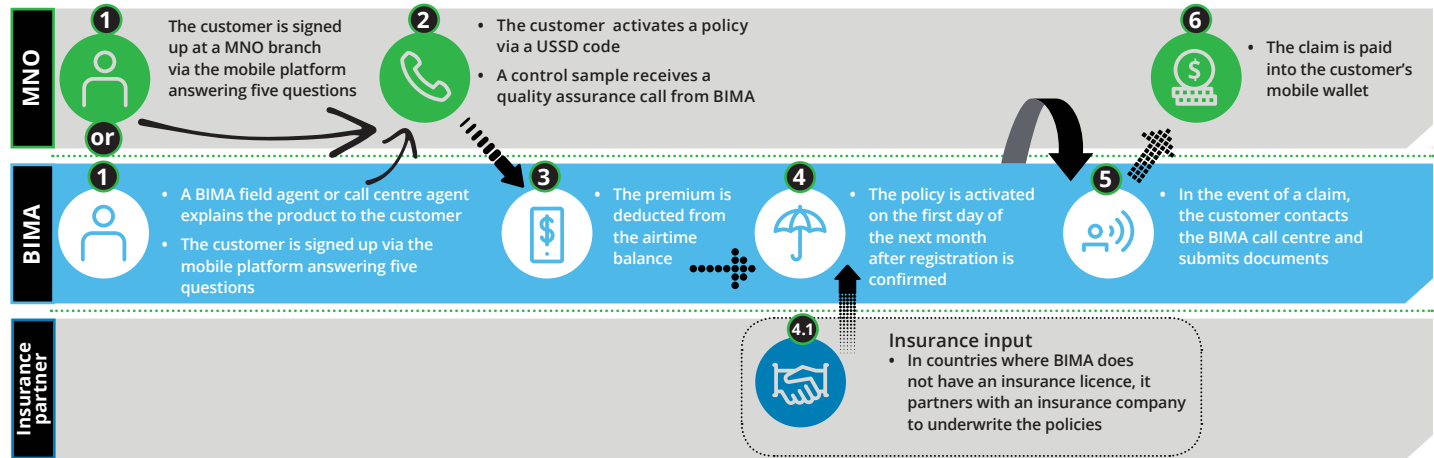 MNO
1
The customer is signed
up at a MNO branch
via the mobile platform
answering five questions
2
• The customer activates a policy
via a USSD code
• A control sample receives a
quality assurance call from BIMA
6
$
• The claim is paid
into the customer's
mobile wallet
or
BIMA
1
• A BIMA field agent or call centre agent
explains the product to the customer
• The customer is signed up via the
mobile platform answering five
questions
3
$
• The premium is
deducted from
the airtime
balance
4
• The policy is activated
on the first day of
the next month
after registration is
confirmed
5
• In the event of a claim,
the customer contacts
the BIMA call centre and
submits documents
Insurance
partner
4.1
Insurance input
• In countries where BIMA does
not have an insurance licence, it
partners with an insurance company
to underwrite the policies